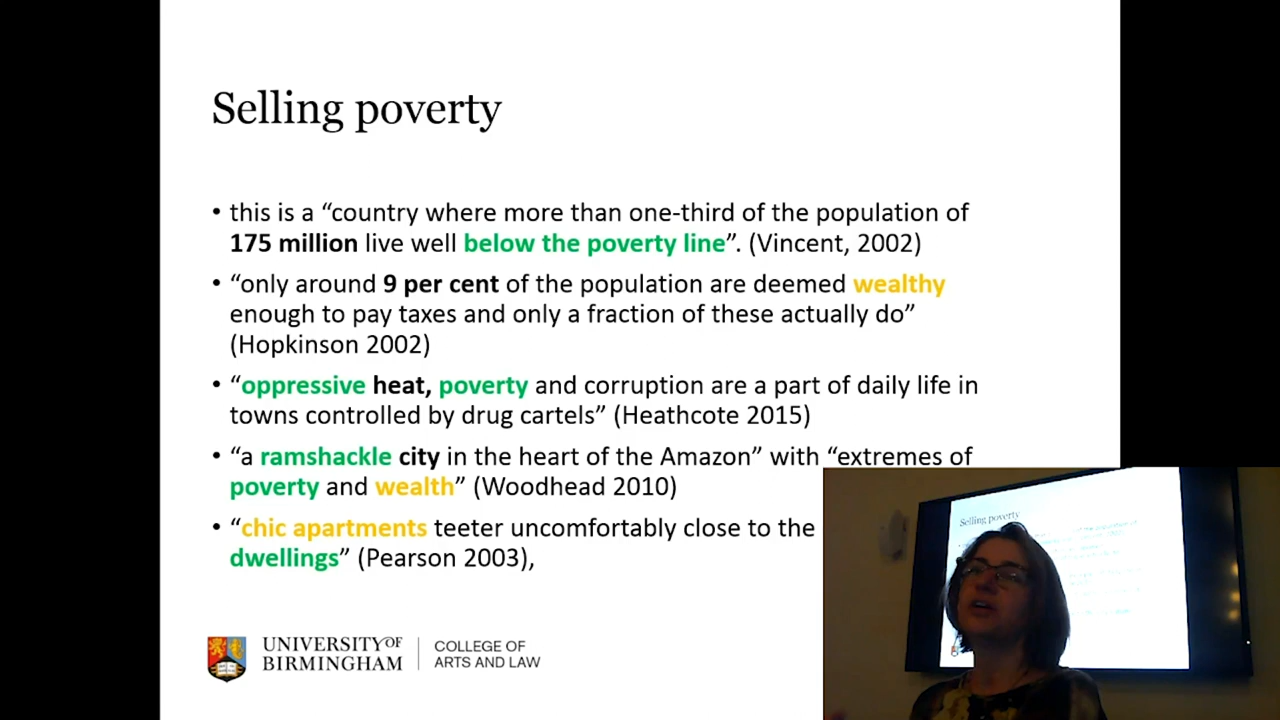 Selling poverty
• this is a “country where more than one-third of the population of
175 million live well below the poverty line”. (Vincent, 2002)
• “only around 9 per cent of the population are deemed wealthy
enough to pay taxes and only a fraction of these actually do”
(Hopkinson 2002)
• “oppressive heat, poverty and corruption are a part of daily life in
towns controlled by drug cartels” (Heathcote 2015)
• “a ramshackle city in the heart of the Amazon” with “extremes of
poverty and wealth” (Woodhead 2010)
• “chic apartments teeter uncomfortably close to the
dwellings” (Pearson 2003),
UNIVERSITY OF
BIRMINGHAM
COLLEGE OF
ARTS AND LAW
Selling poverty